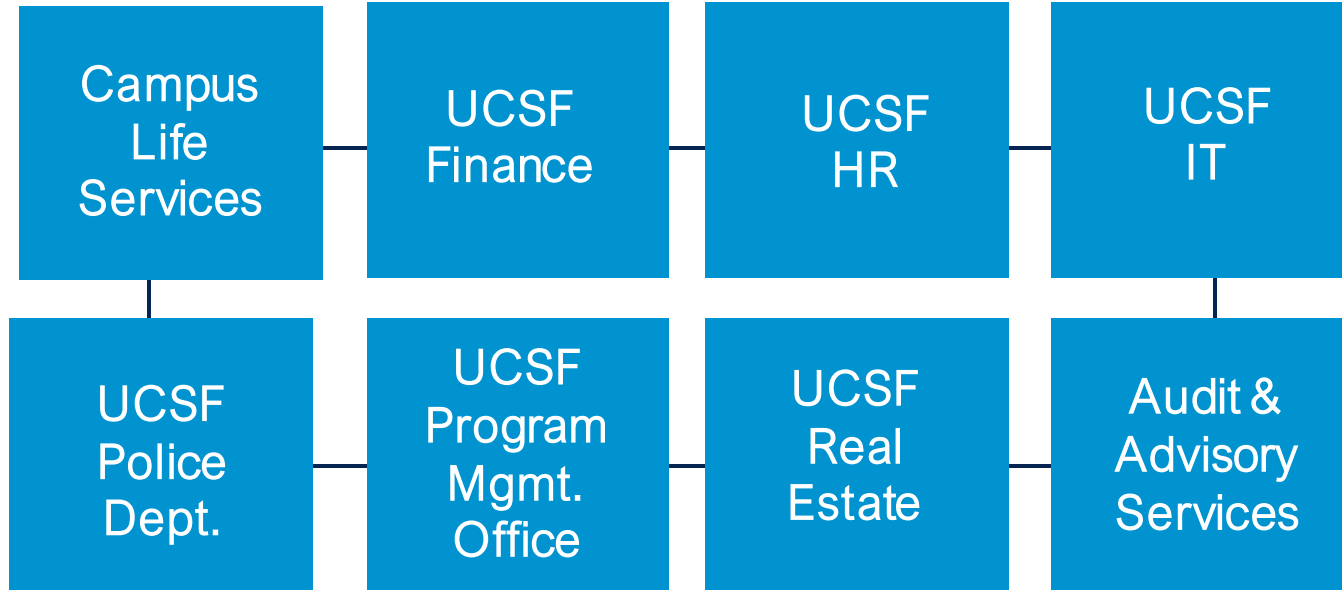 Campus
Life
Services
UCSF
Finance
UCSF
HR
UCSF
IT
UCSF
Police
Dept.
UCSF
Program
Mgmt.
Office
UCSF
Real
Estate
Audit &
Advisory
Services